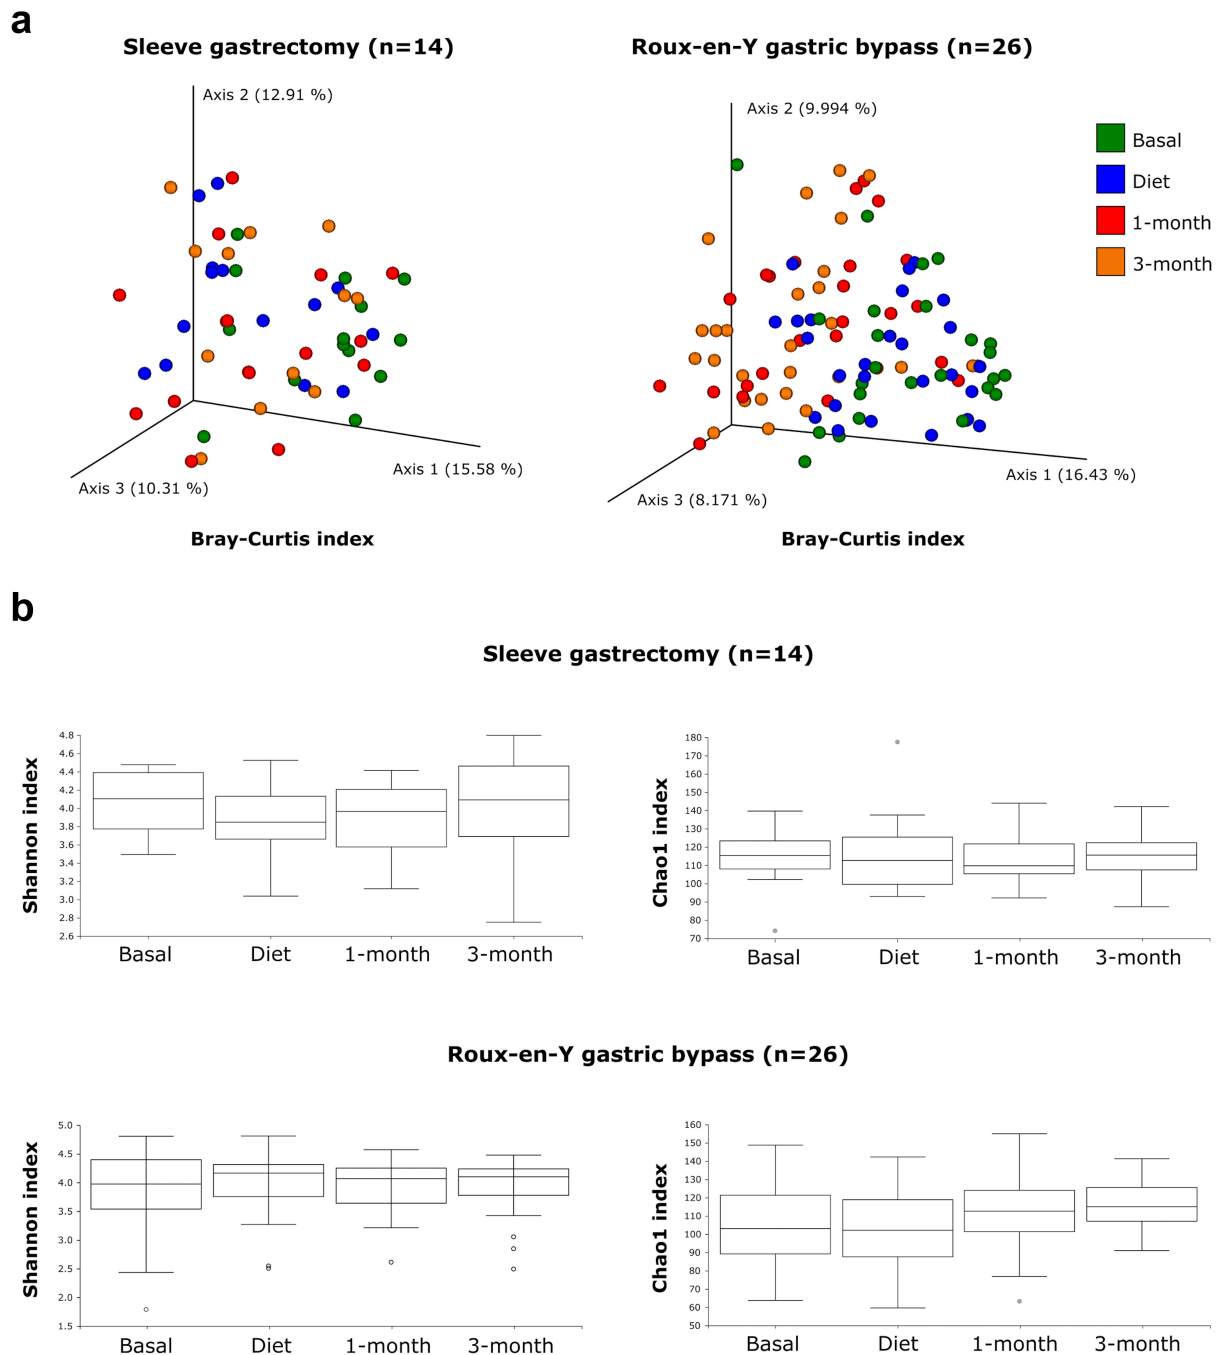 a
Sleeve gastrectomy (n=14)
Roux-en-Y gastric bypass (n=26)
Axis 2 (12.91 %)
Axis 1 (15.58 %)
Axis 3 (10.31 %)
Bray-Curtis index
Axis 2 (9.994 %)
Axis 1 (16.43 %)
Axis 3 (8.171 %)
Bray-Curtis index
Basal
Diet
1-month
3-month
b
Sleeve gastrectomy (n=14)
Shannon index
4.8
4.6
4.4
4.2
4.0
3.8
3.6
3.4
3.2
3.0
2.8
2.6
Basal Diet 1-month 3-month
Chao1 index
180
170
160
150
140
130
120
110
100
90
80
70
Basal Diet 1-month 3-month
Roux-en-Y gastric bypass (n=26)
Shannon index
5.0
4.5
4.0
3.5
3.0
2.5
2.0
1.5
Basal Diet 1-month 3-month
Chao1 index
160
150
140
130
120
110
100
90
80
70
60
50
Basal Diet 1-month 3-month